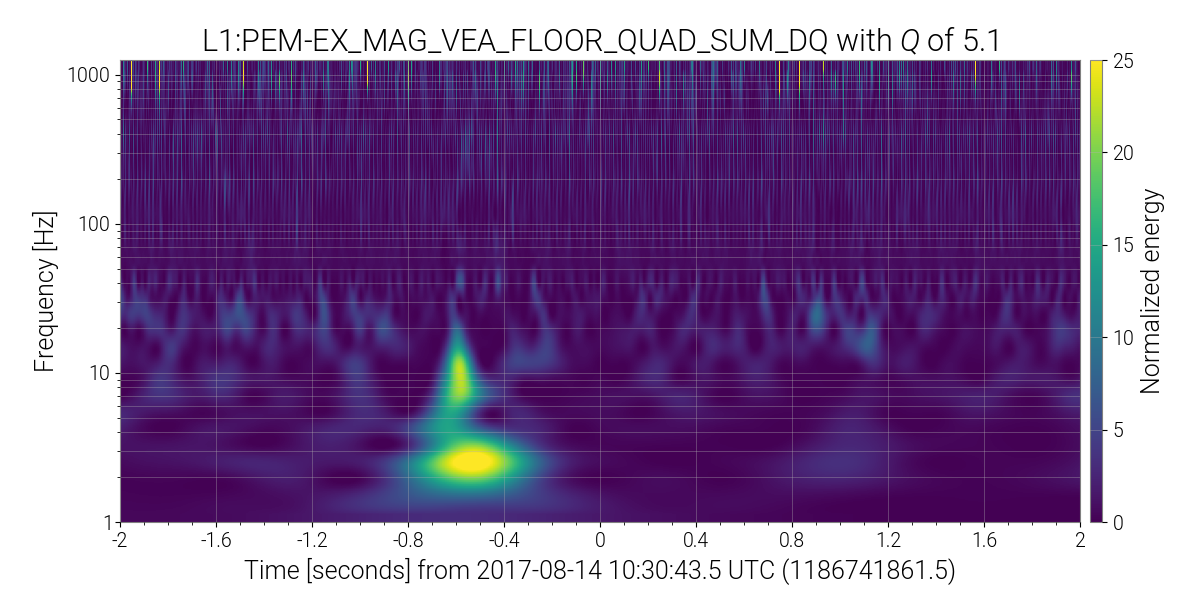 L1:PEM-EX_MAG_VEA_FLOOR_QUAD_SUM_DQ with Q of 5.1
Frequency [Hz]
1000
100
10
1
-2 -1.6 -1.2 -0.8 -0.4 0 0.4 0.8 1.2 1.6 2
Time [seconds] from 2017-08-14 10:30:43.5 UTC (1186741861.5)
25
20
15
10
5
0
Normalized energy